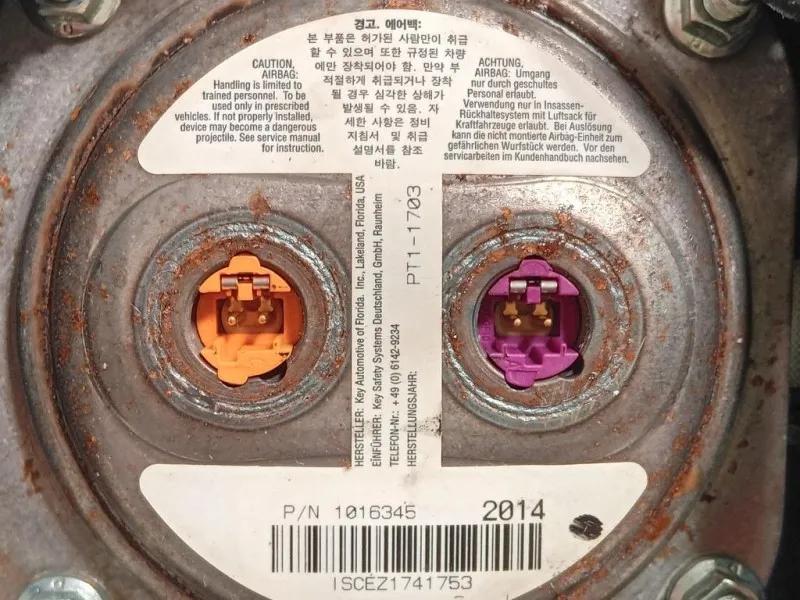 경고. 에어백:
본 부품은 허가된 사람만이 취급
할 수 있으며 또한 규정된 차량
에만 장착되어야 함. 만약 부
적절하게 취급되거나 장착
될 경우 심각한 상해가
발생될 수 있음. 자
세한 사항은 정비
지침서 및 취급
설명서를 참조
바람.
CAUTION,
AIRBAG:
Handling is limited to
trained personnel. To be
used only in prescribed
vehicles. If not properly installed,
device may become a dangerous
projectile. See service manual
for instruction.
ACHTUNG,
AIRBAG: Umgang
nur durch geschultes
Personal erlaubt.
Verwendung nur in Insassen-
Rückhaltesystem mit Luftsack für
Kraftfahrzeuge erlaubt. Bei Auslösung
kann die nicht montierte Airbag-Einheit zum
gefährlichen Wurfstück werden. Vor den
servicarbeiten im Kundenhandbuch nachsehen.
HERSTELLER: Key Automotive of Florida. Inc., Lakeland, Florida, USA
EINFÜHRER: Key Safety Systems Deutschland, GmbH, Raunheim
TELEFON-Nr.: + 49 (0) 6142-9234
HERSTELLUNGSJAHR:
PT1-1703
P/N 1016345
2014
ISCEZ1741753